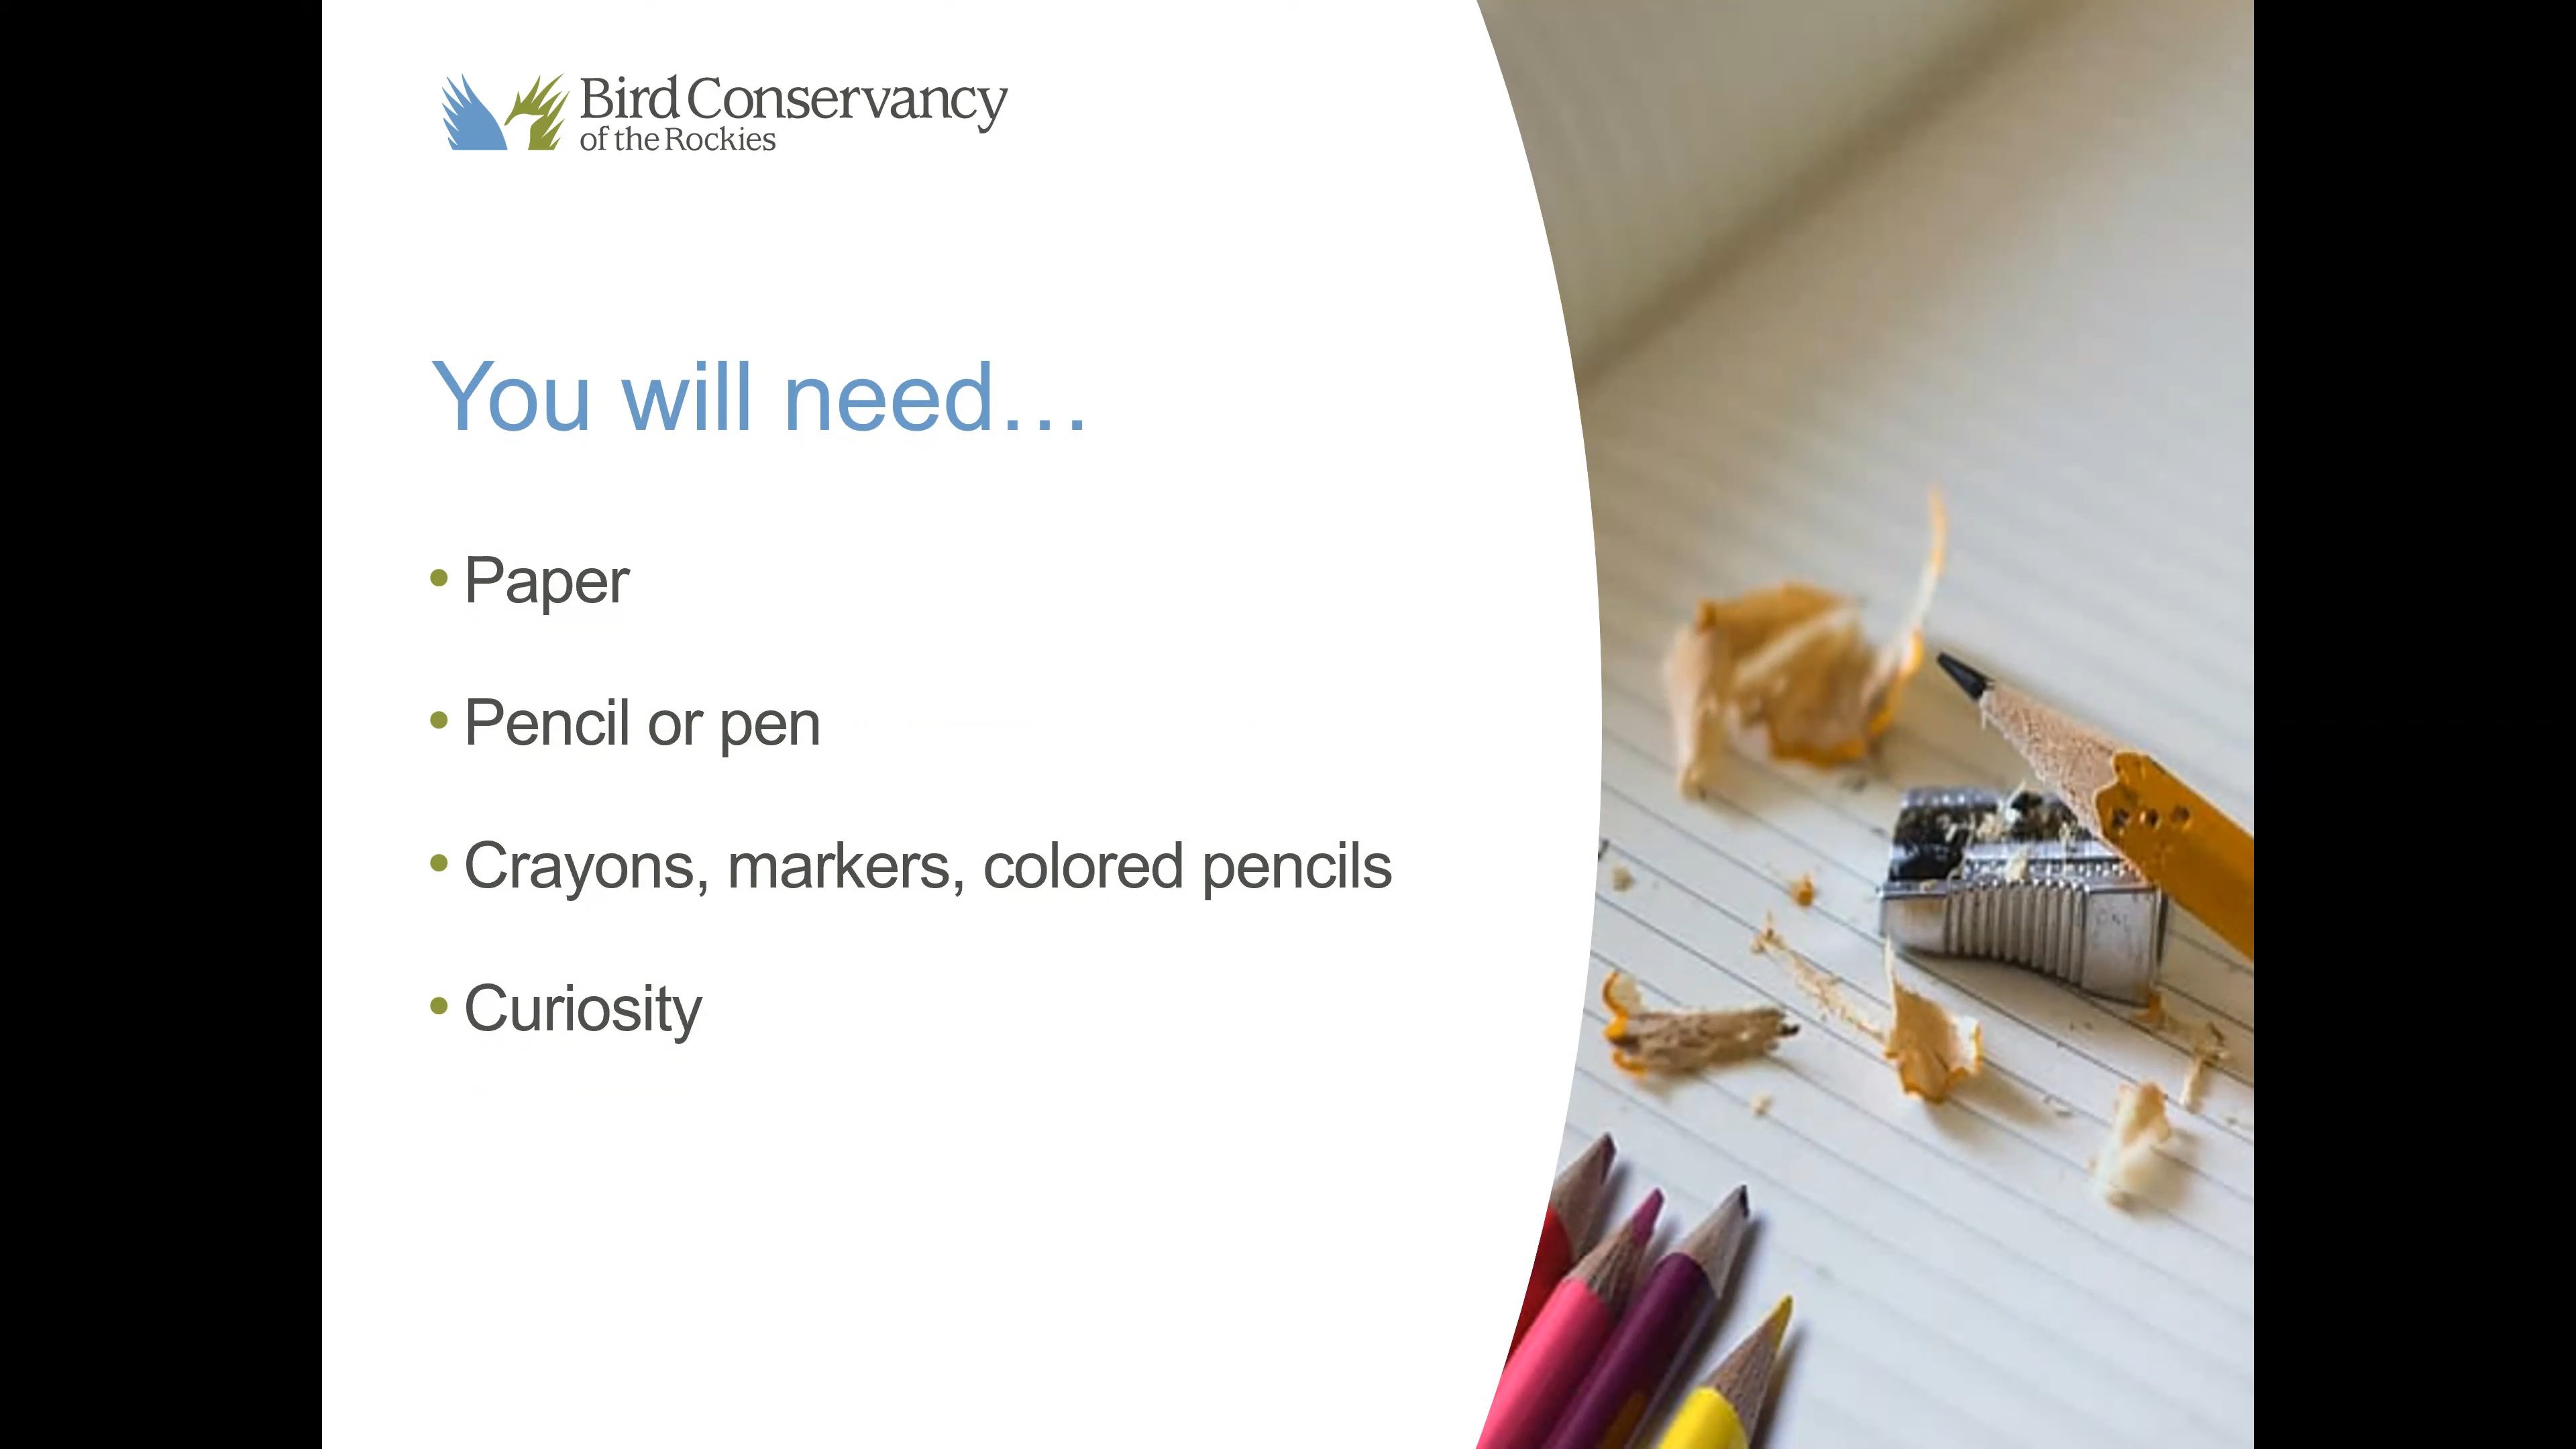 Bird Conservancy
of the Rockies
You will need…
• Paper
• Pencil or pen
• Crayons, markers, colored pencils
• Curiosity